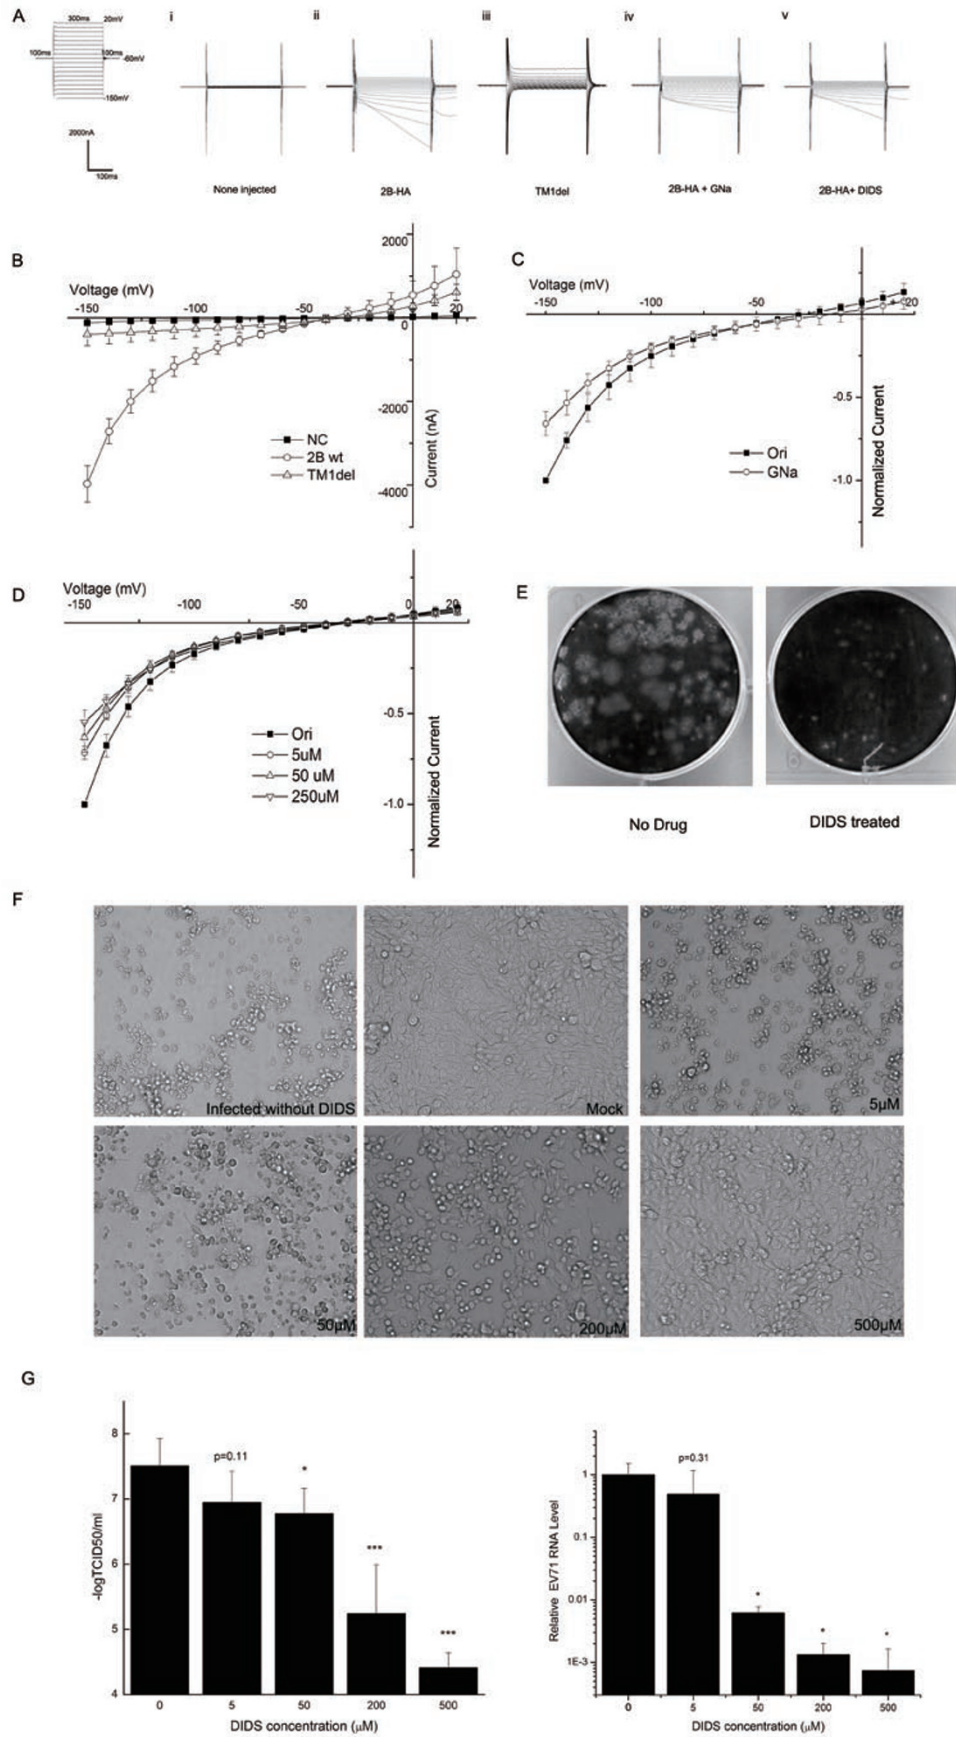 A
i
ii
iii
iv
v
300ms
20mV
100ms
100ms
-60mV
-150mV
2000nA
100ms
None injected
2B-HA
TM1del
2B-HA + GNa
2B-HA+ DIDS
B
Voltage (mV)
-150
-100
-50
0
20
2000
-2000
-4000
Current (nA)
NC
2B wt
TM1del
C
Voltage (mV)
-150
-100
-50
20
-0.5
-1.0
Normalized Current
Ori
GNa
D
Voltage (mV)
-150
-100
-50
0
20
-0.5
-1.0
Normalized Current
Ori
5uM
50 uM
250uM
E
No Drug
DIDS treated
F
Infected without DIDS
Mock
5μM
50μM
200μM
500μM
G
-logTCID50/ml
8
7
6
5
4
p=0.11
*
***
***
0
5
50
200
500
DIDS concentration (μM)
Relative EV71 RNA Level
1
0.1
0.01
1E-3
p=0.31
*
*
*
0
5
50
200
500
DIDS concentration (μM)